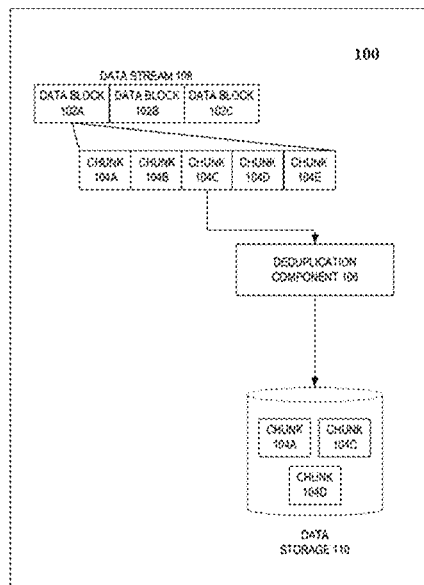 100
DATA STREAM 108
DATA BLOCK DATA BLOCK DATA BLOCK
102A 102B 102C
CHUNK CHUNK CHUNK CHUNK CHUNK
104A 104B 104C 104D 104E
DEDUPLICATION
COMPONENT 106
CHUNK CHUNK
104A 104C
CHUNK
104D
DATA
STORAGE 110